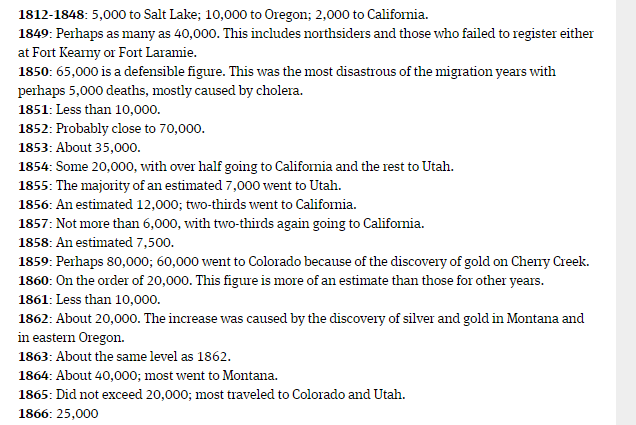 1812-1848: 5,000 to Salt Lake; 10,000 to Oregon; 2,000 to California.
1849: Perhaps as many as 40,000. This includes northsiders and those who failed to register either
at Fort Kearny or Fort Laramie.
1850: 65,000 is a defensible figure. This was the most disastrous of the migration years with
perhaps 5,000 deaths, mostly caused by cholera.
1851: Less than 10,000.
1852: Probably close to 70,000.
1853: About 35,000.
1854: Some 20,000, with over half going to California and the rest to Utah.
1855: The majority of an estimated 7,000 went to Utah.
1856: An estimated 12,000; two-thirds went to California.
1857: Not more than 6,000, with two-thirds again going to California.
1858: An estimated 7,500.
1859: Perhaps 80,000; 60,000 went to Colorado because of the discovery of gold on Cherry Creek.
1860: On the order of 20,000. This figure is more of an estimate than those for other years.
1861: Less than 10,000.
1862: About 20,000. The increase was caused by the discovery of silver and gold in Montana and
in eastern Oregon.
1863: About the same level as 1862.
1864: About 40,000; most went to Montana.
1865: Did not exceed 20,000; most traveled to Colorado and Utah.
1866: 25,000